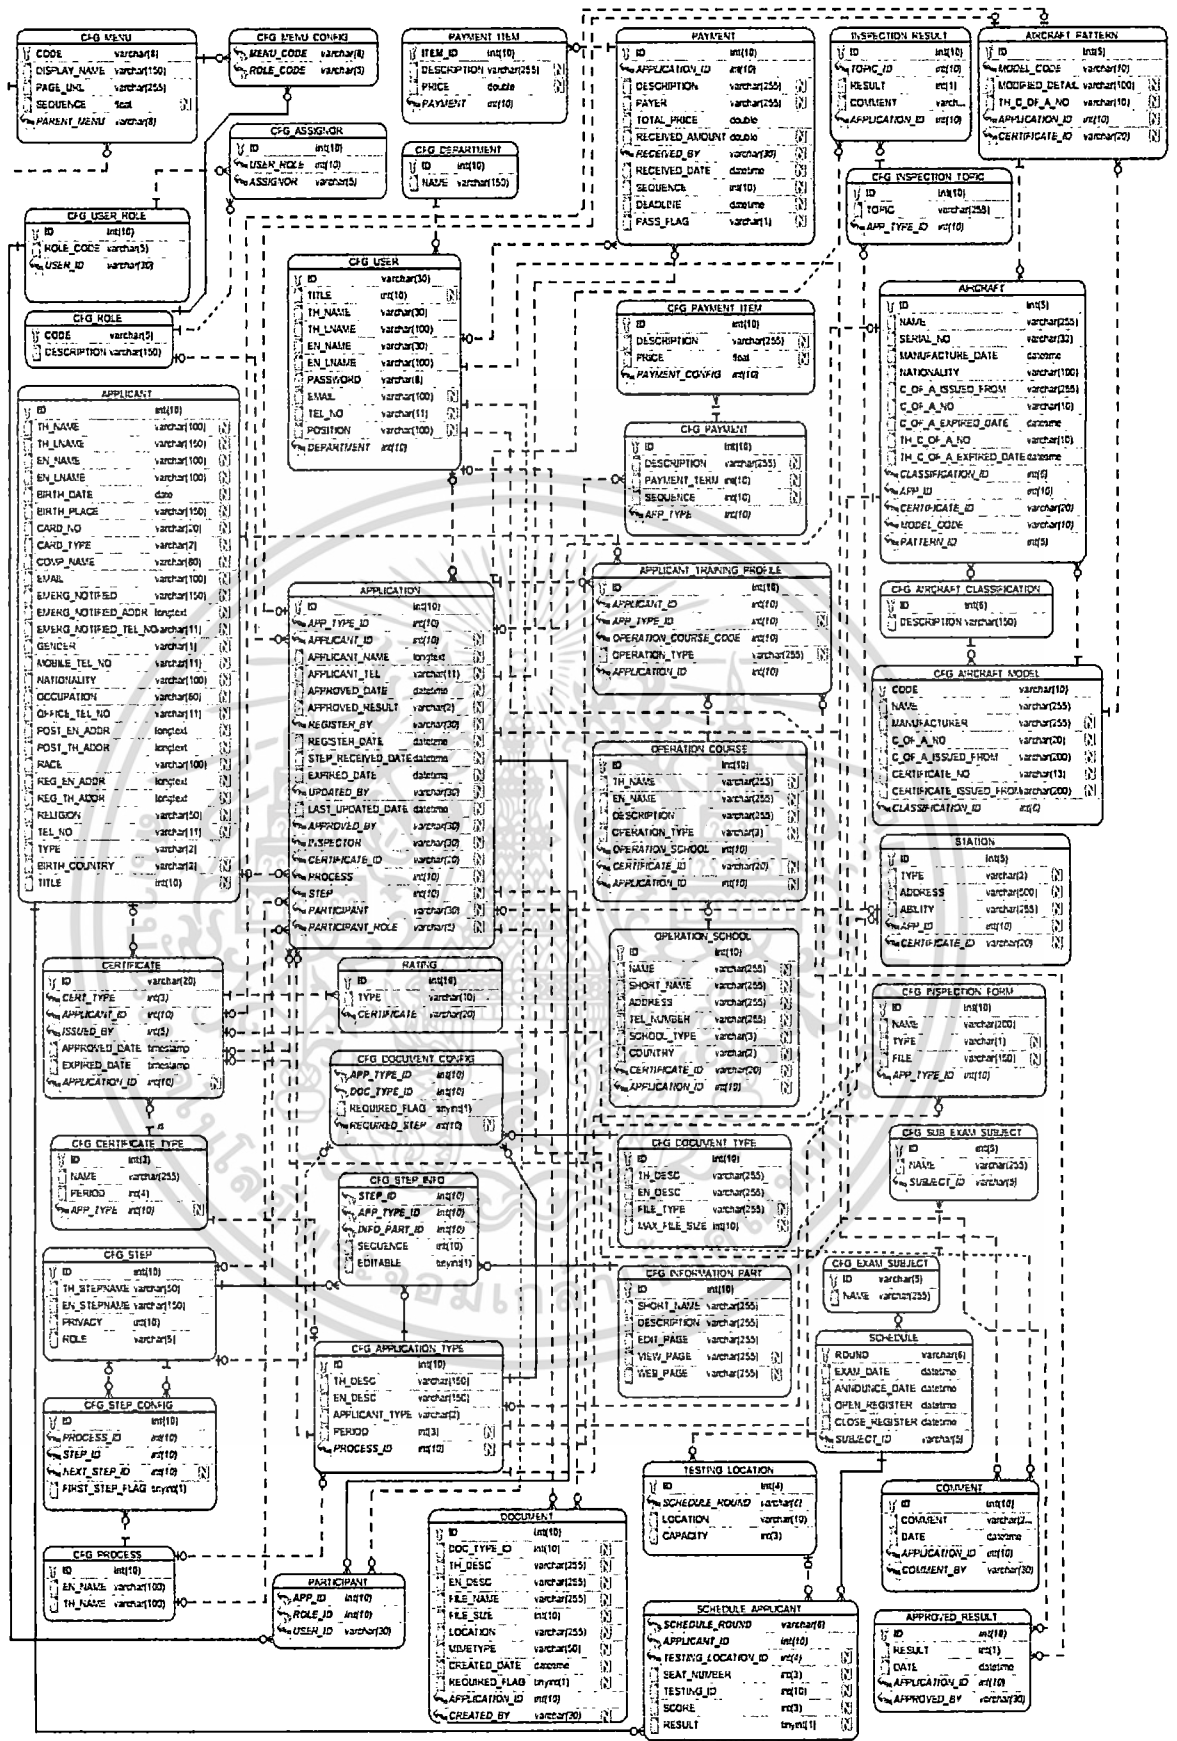 CFG_MENU
CODE varchar(8)
DISPLAY_NAME varchar(150)
PAGE_URL varchar(255)
SEQUENCE float
PARENT_MENU varchar(8)
CFG_MENU_CONFIG
MENU_CODE varchar(8)
ROLE_CODE varchar(5)
PAYMENT_ITEM
ITEM_ID int(10)
DESCRIPTION varchar(255)
PRICE double
PAYMENT int(10)
PAYMENT
ID int(10)
APPLICATION_ID int(10)
DESCRIPTION varchar(255)
PAYER varchar(255)
TOTAL_PRICE double
RECEIVED_AMOUNT double
RECEIVED_BY varchar(30)
RECEIVED_DATE datetime
SEQUENCE int(10)
DEADLINE datetime
PASS_FLAG varchar(1)
INSPECTION_RESULT
ID int(10)
TOPIC_ID int(10)
RESULT int(1)
COMMENT varch...
APPLICATION_ID int(10)
AIRCRAFT_PATTERN
ID int(5)
MODEL_CODE varchar(10)
MODIFIED_DETAIL varchar(100)
TH_C_OF_A_NO varchar(10)
APPLICATION_ID int(10)
CERTIFICATE_ID varchar(20)
CFG_ASSIGNOR
ID int(10)
USER_ROLE int(10)
ASSIGNOR varchar(5)
CFG_DEPARTMENT
ID int(10)
NAME varchar(150)
CFG_INSPECTION_TOPIC
ID int(10)
TOPIC varchar(255)
APP_TYPE_ID int(10)
CFG_USER_ROLE
ID int(10)
ROLE_CODE varchar(5)
USER_ID varchar(30)
CFG_ROLE
CODE varchar(5)
DESCRIPTION varchar(150)
CFG_USER
ID varchar(30)
TITLE int(10)
TH_NAME varchar(30)
TH_LNAME varchar(100)
EN_NAME varchar(30)
EN_LNAME varchar(100)
PASSWORD varchar(8)
EMAIL varchar(100)
TEL_NO varchar(11)
POSITION varchar(100)
DEPARTMENT int(10)
CFG_PAYMENT_ITEM
ID int(10)
DESCRIPTION varchar(255)
PRICE float
PAYMENT_CONFIG int(10)
CFG_PAYMENT
ID int(10)
DESCRIPTION varchar(255)
PAYMENT_TERM int(10)
SEQUENCE int(10)
APP_TYPE int(10)
AIRCRAFT
ID int(5)
NAME varchar(255)
SERIAL_NO varchar(32)
MANUFACTURE_DATE datetime
NATIONALITY varchar(100)
C_OF_A_ISSUED_FROM varchar(255)
C_OF_A_NO varchar(10)
C_OF_A_EXPIRED_DATE datetime
TH_C_OF_A_NO varchar(10)
TH_C_OF_A_EXPIRED_DATE datetime
CLASSIFICATION_ID int(6)
APP_ID int(10)
CERTIFICATE_ID varchar(20)
MODEL_CODE varchar(10)
PATTERN_ID int(5)
APPLICANT
ID int(10)
TH_NAME varchar(100)
TH_LNAME varchar(150)
EN_NAME varchar(100)
EN_LNAME varchar(100)
BIRTH_DATE date
BIRTH_PLACE varchar(150)
CARD_NO varchar(20)
CARD_TYPE varchar(2)
COMP_NAME varchar(80)
EMAIL varchar(100)
EMERG_NOTIFIED varchar(150)
EMERG_NOTIFIED_ADDR longtext
EMERG_NOTIFIED_TEL_NO varchar(11)
GENDER varchar(1)
MOBILE_TEL_NO varchar(11)
NATIONALITY varchar(100)
OCCUPATION varchar(60)
OFFICE_TEL_NO varchar(11)
POST_EN_ADDR longtext
POST_TH_ADDR longtext
RACE varchar(100)
REG_EN_ADDR longtext
REG_TH_ADDR longtext
RELIGION varchar(50)
TEL_NO varchar(11)
TYPE varchar(2)
BIRTH_COUNTRY varchar(2)
TITLE int(10)
APPLICATION
ID int(10)
APP_TYPE_ID int(10)
APPLICANT_ID int(10)
APPLICANT_NAME longtext
APPLICANT_TEL varchar(11)
APPROVED_DATE datetime
APPROVED_RESULT varchar(2)
REGISTER_BY varchar(30)
REGISTER_DATE datetime
STEP_RECEIVED_DATE datetime
EXPIRED_DATE datetime
UPDATED_BY varchar(30)
LAST_UPDATED_DATE datetime
APPROVED_BY varchar(30)
INSPECTOR varchar(30)
CERTIFICATE_ID varchar(20)
PROCESS int(10)
STEP int(10)
PARTICIPANT varchar(30)
PARTICIPANT_ROLE varchar(5)
APPLICANT_TRAINING_PROFILE
ID int(10)
APPLICANT_ID int(10)
APP_TYPE_ID int(10)
OPERATION_COURSE_CODE int(10)
OPERATION_TYPE varchar(255)
APPLICATION_ID int(10)
CFG_AIRCRAFT_CLASSIFICATION
ID int(6)
DESCRIPTION varchar(150)
CFG_AIRCRAFT_MODEL
CODE varchar(10)
NAME varchar(255)
MANUFACTURER varchar(255)
C_OF_A_NO varchar(20)
C_OF_A_ISSUED_FROM varchar(200)
CERTIFICATE_NO varchar(13)
CERTIFICATE_ISSUED_FROM varchar(200)
CLASSIFICATION_ID int(6)
OPERATION_COURSE
ID int(10)
TH_NAME varchar(255)
EN_NAME varchar(255)
DESCRIPTION varchar(255)
OPERATION_TYPE varchar(3)
OPERATION_SCHOOL int(10)
CERTIFICATE_ID varchar(20)
APPLICATION_ID int(10)
STATION
ID int(5)
TYPE varchar(2)
ADDRESS varchar(500)
ABILITY varchar(255)
APP_ID int(10)
CERTIFICATE_ID varchar(20)
CERTIFICATE
ID varchar(20)
CERT_TYPE int(3)
APPLICANT_ID int(10)
ISSUED_BY int(5)
APPROVED_DATE timestamp
EXPIRED_DATE timestamp
APPLICATION_ID int(10)
RATING
ID int(10)
TYPE varchar(10)
CERTIFICATE varchar(20)
OPERATION_SCHOOL
ID int(10)
NAME varchar(255)
SHORT_NAME varchar(255)
ADDRESS varchar(255)
TEL_NUMBER varchar(255)
SCHOOL_TYPE varchar(3)
COUNTRY varchar(2)
CERTIFICATE_ID varchar(20)
APPLICATION_ID int(10)
CFG_INSPECTION_FORM
ID int(10)
NAME varchar(200)
TYPE varchar(1)
FILE varchar(150)
APP_TYPE_ID int(10)
CFG_DOCUMENT_CONFIG
APP_TYPE_ID int(10)
DOC_TYPE_ID int(10)
REQUIRED_FLAG tinyint(1)
REQUIRED_STEP int(10)
CFG_CERTIFICATE_TYPE
ID int(3)
NAME varchar(255)
PERIOD int(4)
APP_TYPE int(10)
CFG_DOCUMENT_TYPE
ID int(10)
TH_DESC varchar(255)
EN_DESC varchar(255)
FILE_TYPE varchar(255)
MAX_FILE_SIZE int(10)
CFG_SUB_EXAM_SUBJECT
ID int(5)
NAME varchar(255)
SUBJECT_ID varchar(5)
CFG_STEP_INFO
STEP_ID int(10)
APP_TYPE_ID int(10)
INFO_PART_ID int(10)
SEQUENCE int(10)
EDITABLE tinyint(1)
CFG_STEP
ID int(10)
TH_STEPNAME varchar(50)
EN_STEPNAME varchar(150)
PRIVACY int(10)
ROLE varchar(5)
CFG_INFORMATION_PART
ID int(10)
SHORT_NAME varchar(255)
DESCRIPTION varchar(255)
EDIT_PAGE varchar(255)
VIEW_PAGE varchar(255)
WEB_PAGE varchar(255)
CFG_EXAM_SUBJECT
ID varchar(5)
NAME varchar(255)
SCHEDULE
ROUND varchar(6)
EXAM_DATE datetime
ANNOUNCE_DATE datetime
OPEN_REGISTER datetime
CLOSE_REGISTER datetime
SUBJECT_ID varchar(5)
CFG_APPLICATION_TYPE
ID int(10)
TH_DESC varchar(150)
EN_DESC varchar(150)
APPLICANT_TYPE varchar(2)
PERIOD int(3)
PROCESS_ID int(10)
CFG_STEP_CONFIG
ID int(10)
PROCESS_ID int(10)
STEP_ID int(10)
NEXT_STEP_ID int(10)
FIRST_STEP_FLAG tinyint(1)
TESTING_LOCATION
ID int(4)
SCHEDULE_ROUND varchar(6)
LOCATION varchar(10)
CAPACITY int(3)
COMMENT
ID int(10)
COMMENT varchar(2...
DATE datetime
APPLICATION_ID int(10)
COMMENT_BY varchar(30)
DOCUMENT
ID int(10)
DOC_TYPE_ID int(10)
TH_DESC varchar(255)
EN_DESC varchar(255)
FILE_NAME varchar(255)
FILE_SIZE int(10)
LOCATION varchar(255)
MIMETYPE varchar(50)
CREATED_DATE datetime
REQUIRED_FLAG tinyint(1)
APPLICATION_ID int(10)
CREATED_BY varchar(30)
CFG_PROCESS
ID int(10)
EN_NAME varchar(100)
TH_NAME varchar(100)
PARTICIPANT
APP_ID int(10)
ROLE_ID int(10)
USER_ID varchar(30)
SCHEDULE_APPLICANT
SCHEDULE_ROUND varchar(6)
APPLICANT_ID int(10)
TESTING_LOCATION_ID int(4)
SEAT_NUMBER int(3)
TESTING_ID int(10)
SCORE int(3)
RESULT tinyint(1)
APPROVED_RESULT
ID int(10)
RESULT int(1)
DATE datetime
APPLICATION_ID int(10)
APPROVED_BY varchar(30)